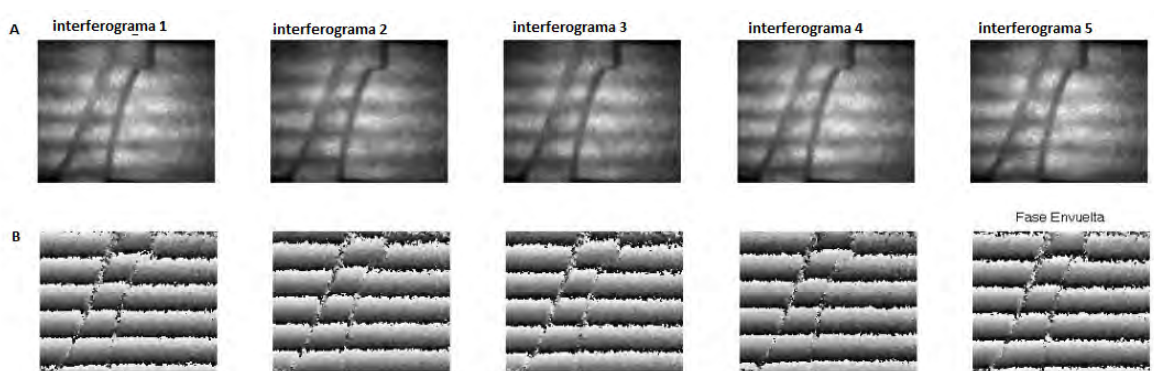 A
interferograma 1
interferograma 2
interferograma 3
interferograma 4
interferograma 5
B
Fase Envuelta